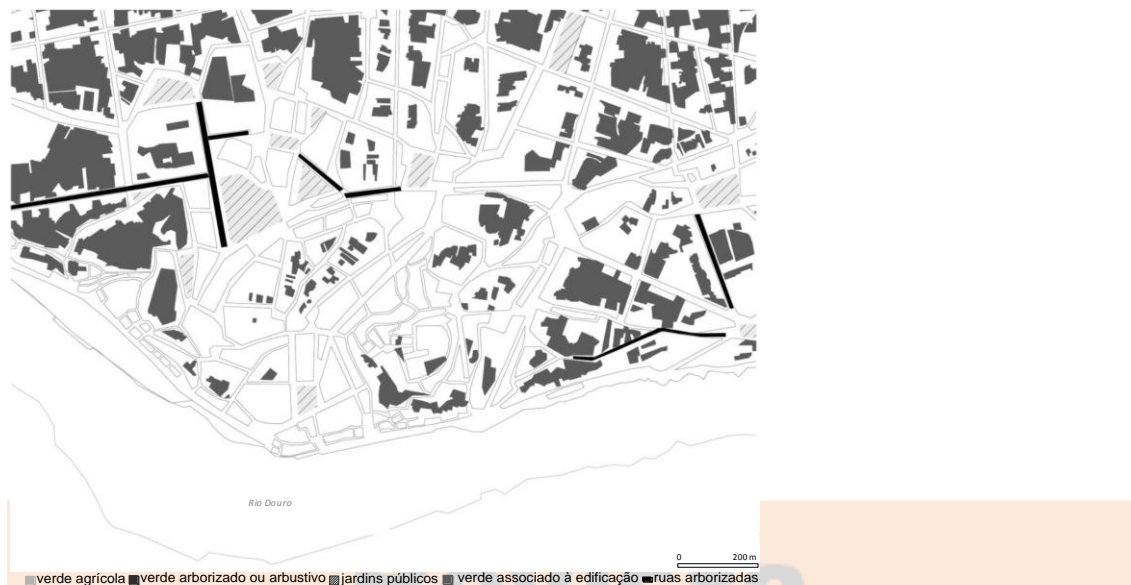 Rio Douro
0 200 m
verde agrícola verde arborizado ou arbustivo jardins públicos verde associado à edificação ruas arborizadas